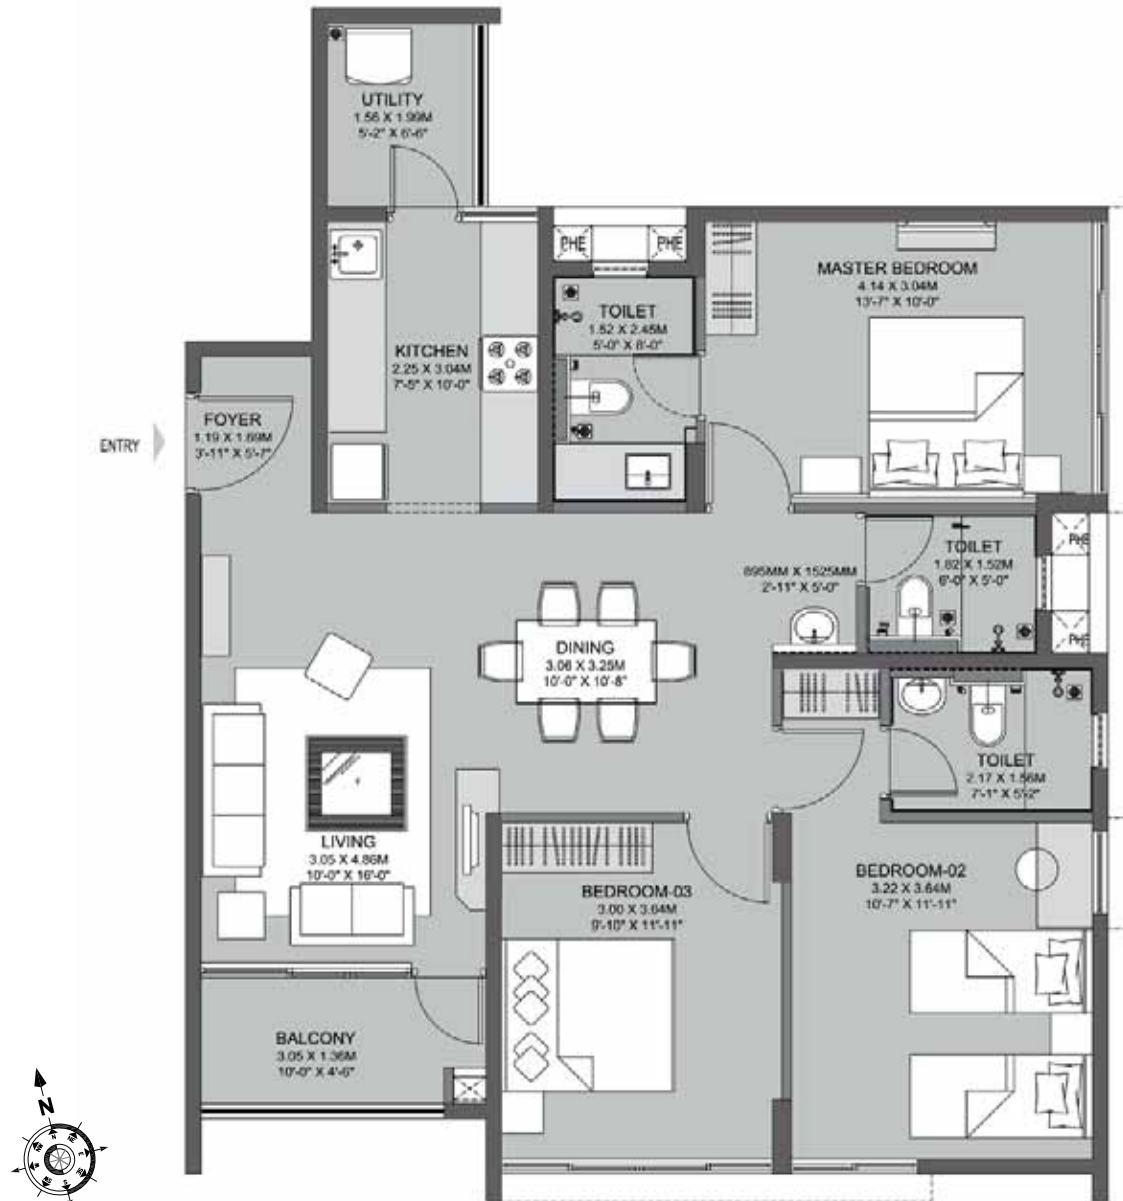 UTILITY
1.56 X 1.99M
5'-2" X 6'-6"
PHE
PHE
MASTER BEDROOM
4.14 X 3.04M
13'-7" X 10'-0"
TOILET
1.52 X 2.45M
5'-0" X 8'-0"
KITCHEN
2.25 X 3.04M
7'-5" X 10'-0"
FOYER
1.19 X 1.69M
3'-11" X 5'-7"
ENTRY
PHE
TOILET
1.82 X 1.52M
6'-0" X 5'-0"
895MM X 1525MM
2'-11" X 5'-0"
PHE
DINING
3.06 X 3.25M
10'-0" X 10'-8"
TOILET
2.17 X 1.56M
7'-1" X 5'-2"
LIVING
3.05 X 4.86M
10'-0" X 16'-0"
BEDROOM-03
3.00 X 3.64M
9'-10" X 11'-11"
BEDROOM-02
3.22 X 3.64M
10'-7" X 11'-11"
BALCONY
3.05 X 1.36M
10'-0" X 4'-6"
N